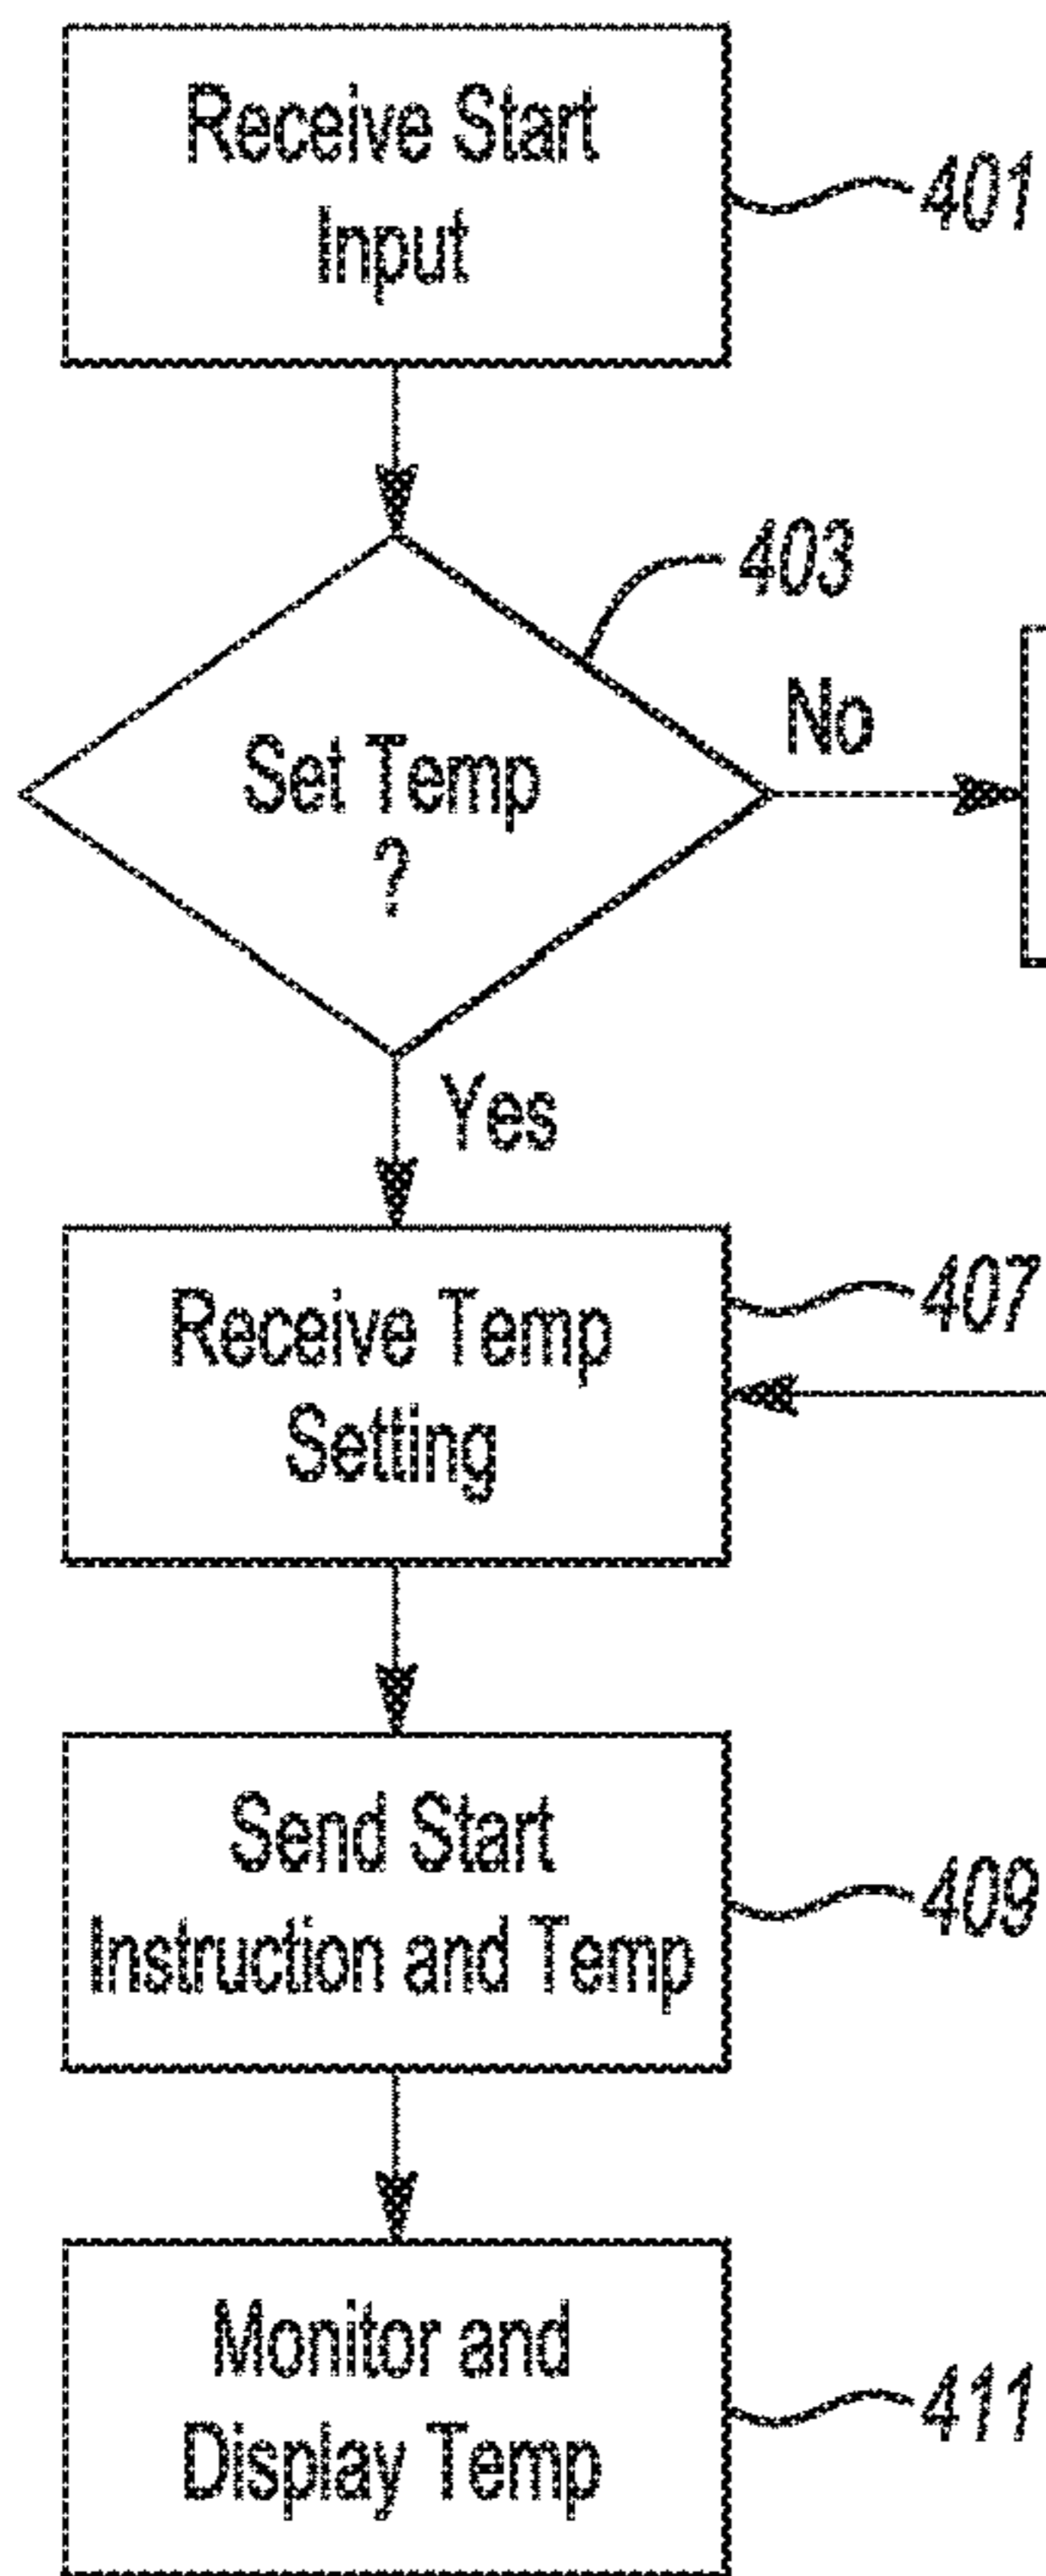 Receive Start
Input
401
403
Set Temp
?
No
Yes
Receive Temp
Setting
407
Send Start
Instruction and Temp
409
Monitor and
Display Temp
411